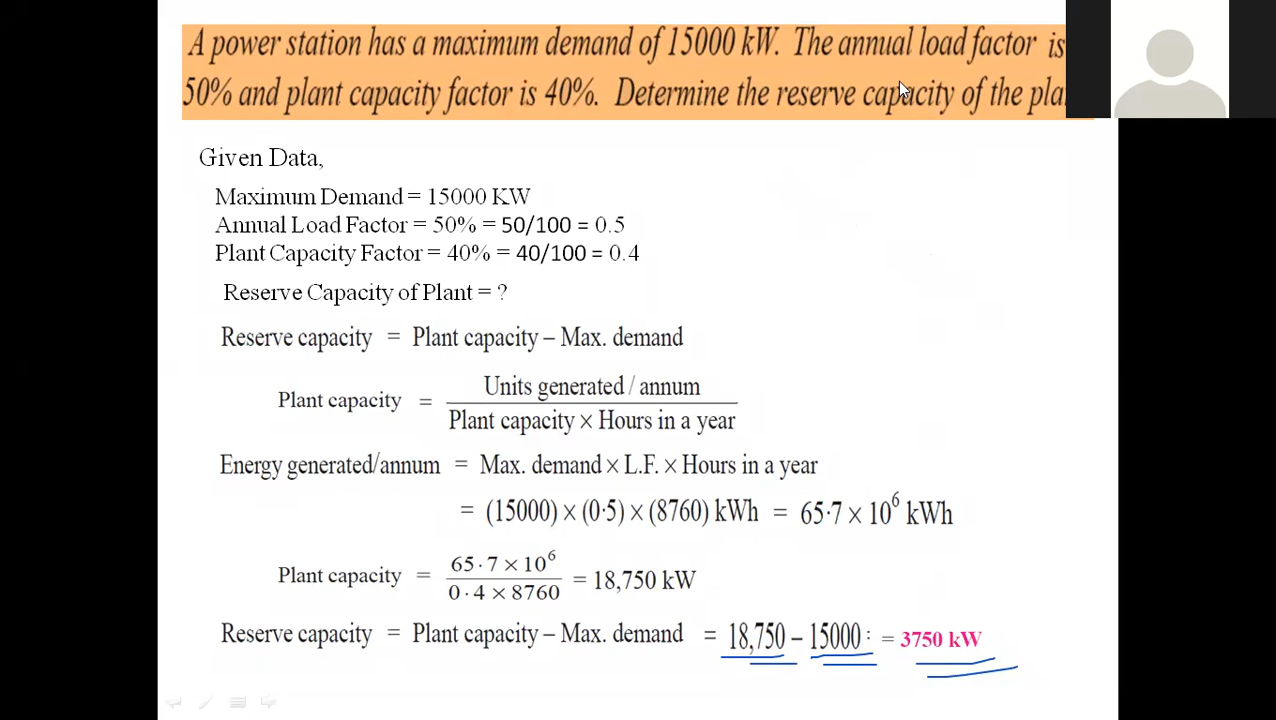 A power station has a maximum demand of 15000 kW. The annual load factor is
50% and plant capacity factor is 40%. Determine the reserve capacity of the
Given Data,
Maximum Demand = 15000 KW
Annual Load Factor = 50% = 50/100 = 0.5
Plant Capacity Factor = 40% = 40/100 = 0.4
Reserve Capacity of Plant = ?
Reserve capacity = Plant capacity – Max. demand
Plant capacity = Units generated / annum
Plant capacity × Hours in a year
Energy generated/annum = Max. demand × L.F. × Hours in a year
= (15000) × (0·5) × (8760) kWh = 65·7 × 10⁶ kWh
Plant capacity = 65·7 × 10⁶
0·4 × 8760 = 18,750 kW
Reserve capacity = Plant capacity – Max. demand = 18,750 – 15000 : = 3750 kW